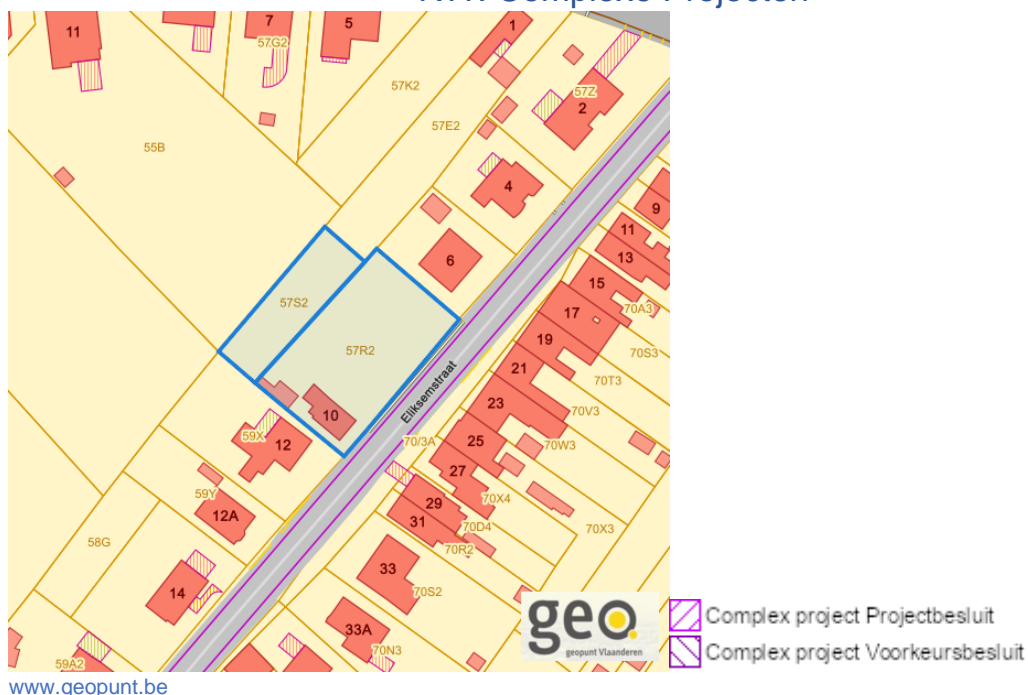 11
7
57G2
5
1
57K2
57Z
2
57E2
55B
4
9
11
6
13
15
57S2
70A3
17
57R2
19
70S3
21
70T3
Eliksemstraat
23
70V3
10
59X
12
70/3A
25
70W3
27
59Y
29
70X4
12A
31
70D4
70X3
58G
70R2
33
14
70S2
33A
70N3
59A2
geo
geopunt Vlaanderen
Complex project Projectbesluit
Complex project Voorkeursbesluit
www.geopunt.be